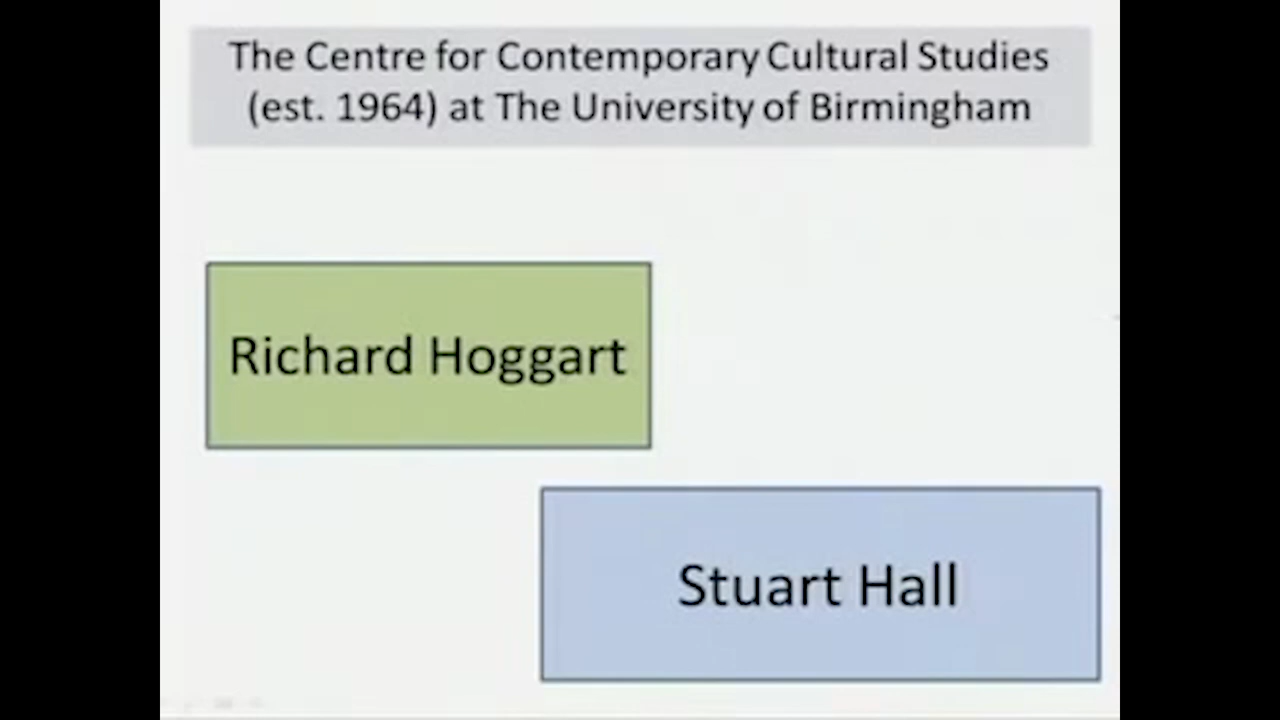 The Centre for Contemporary Cultural Studies
(est. 1964) at The University of Birmingham
Richard Hoggart
Stuart Hall